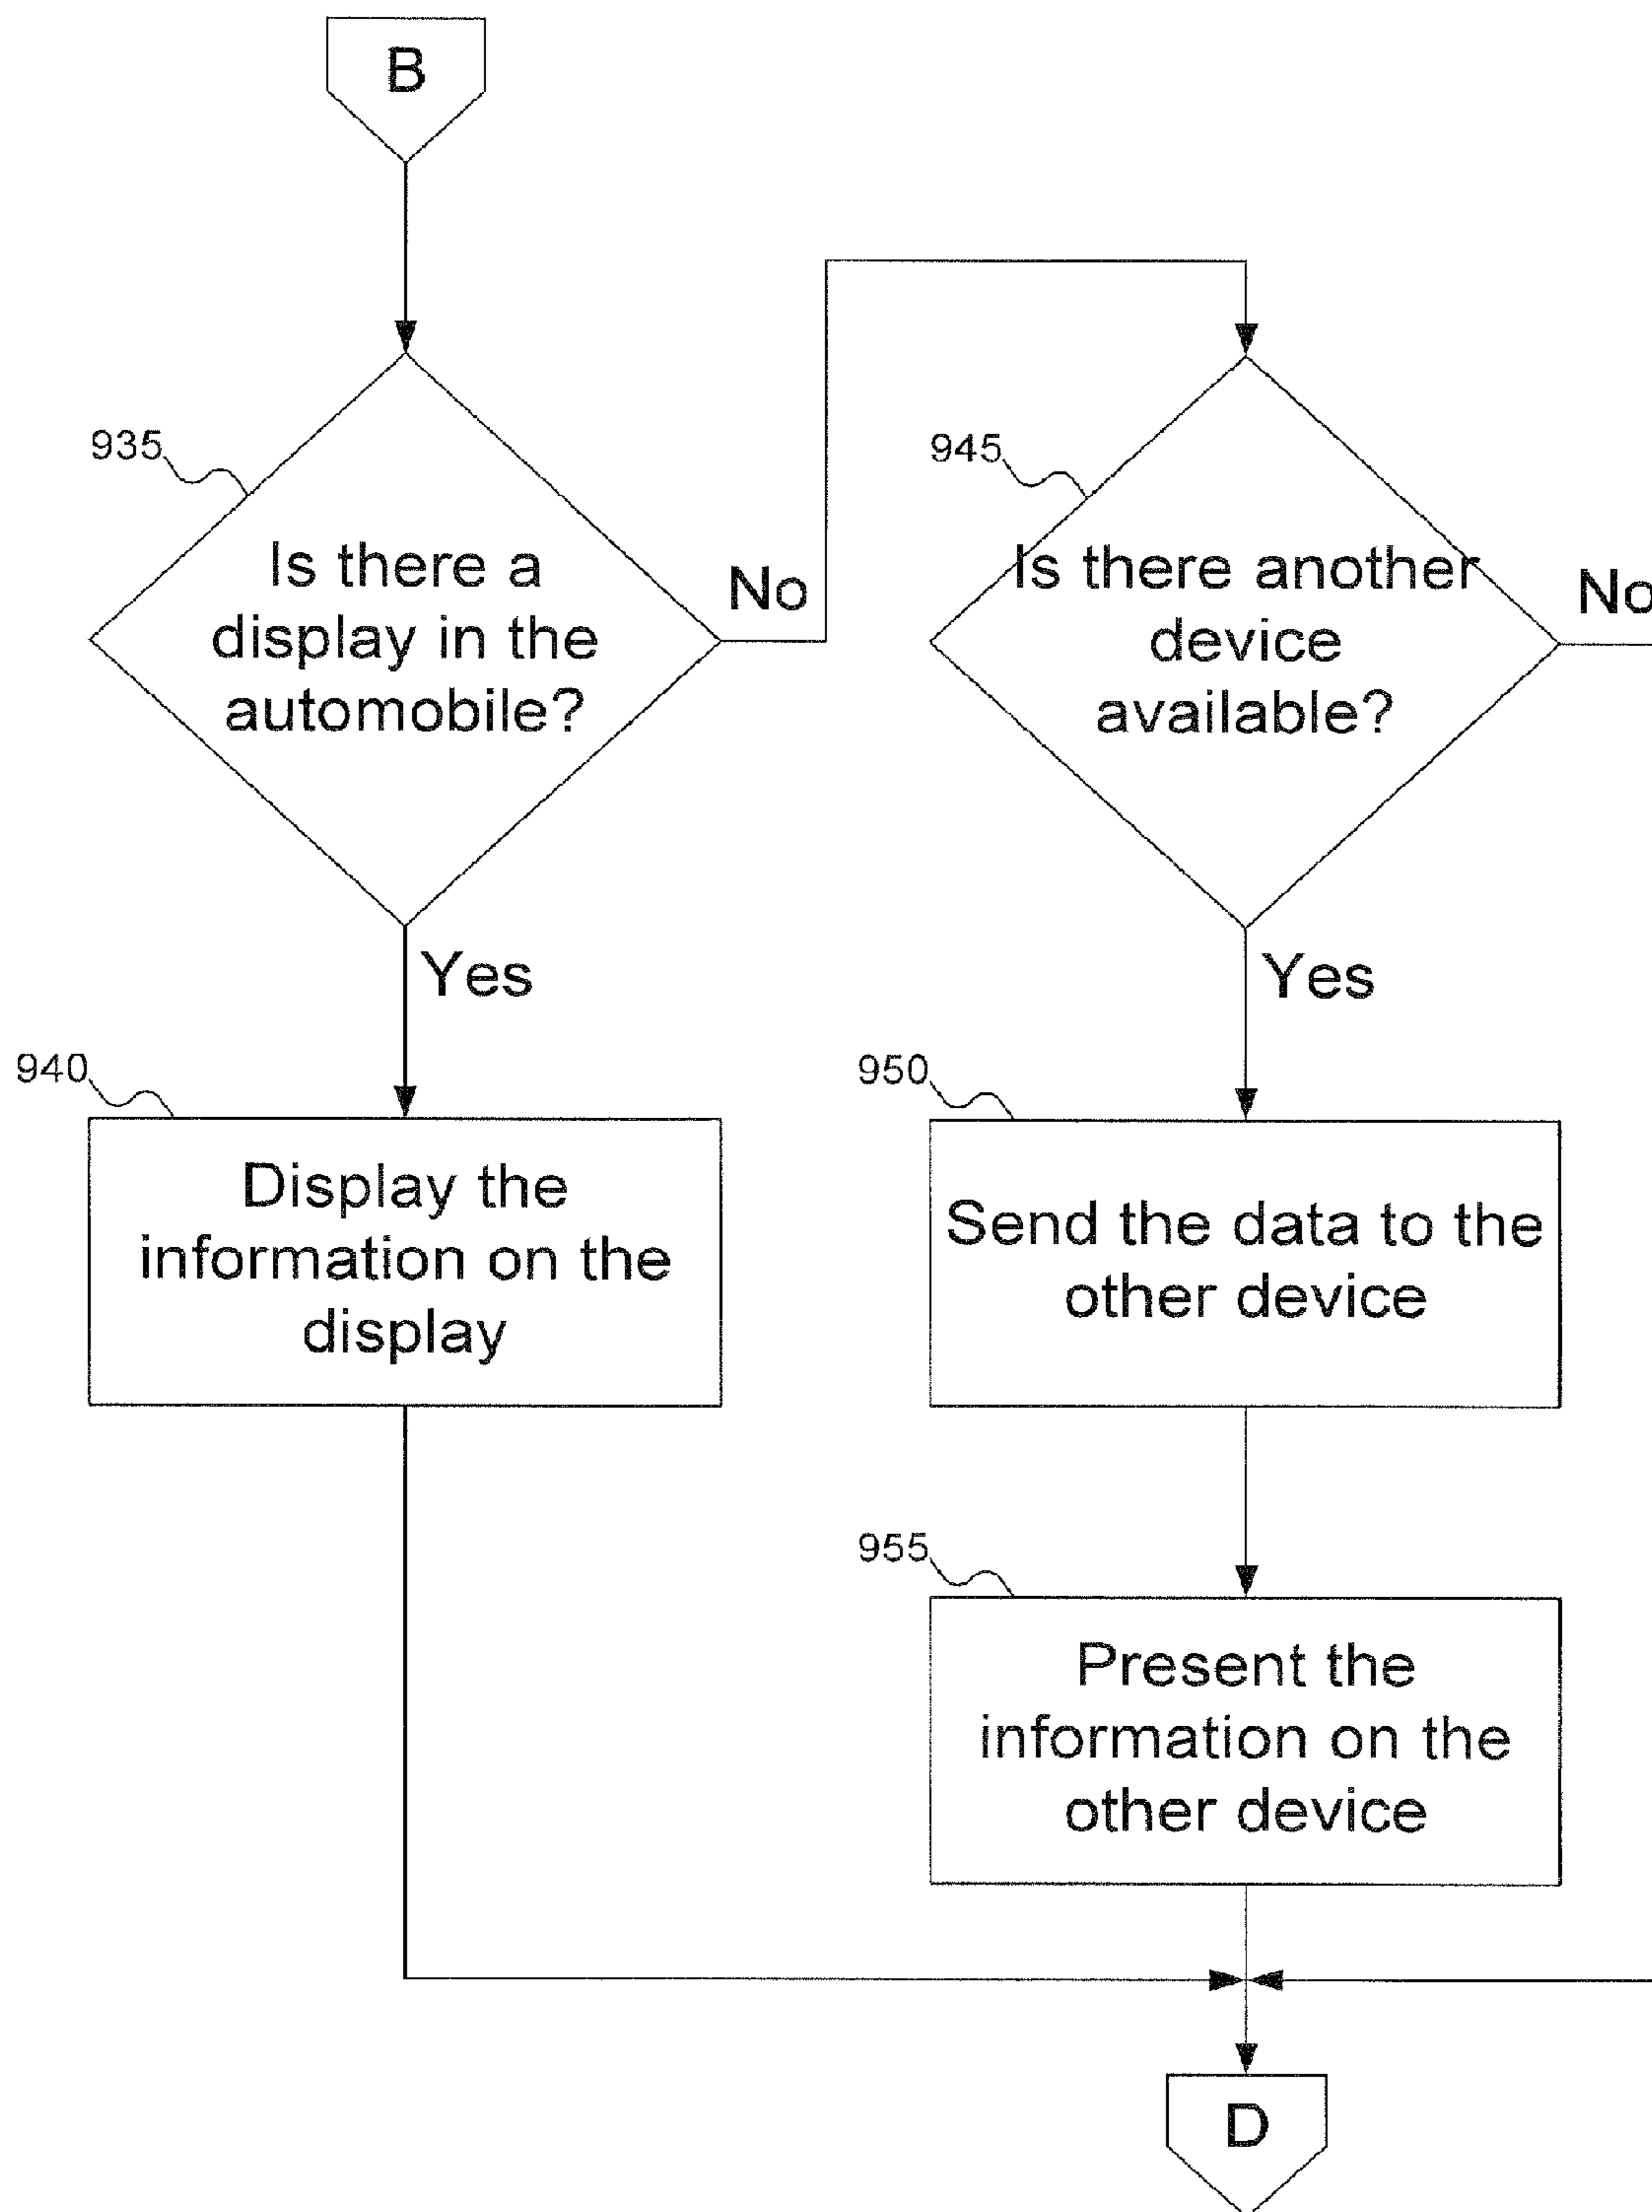 B
935
Is there a
display in the
automobile?
No
945
Is there another
device
available?
No
Yes
Yes
940
Display the
information on the
display
950
Send the data to the
other device
955
Present the
information on the
other device
D